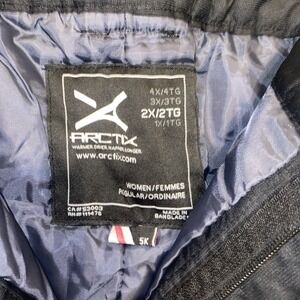 4X/4TG
3X/3TG
2X/2TG
1X/1TG
ARCTIX
WARMER. DRIER. HAPPIER. LONGER.
www.arctix.com
WOMEN/FEMMES
REGULAR/ORDINAIRE
CA#53003
RN#111476
MADE IN
BANGLADESH
5K